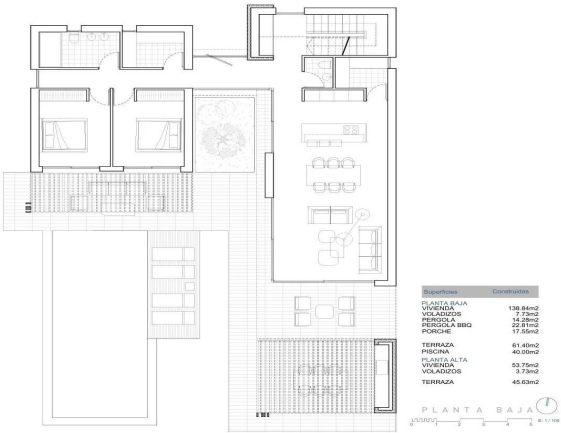 Superficies Construidas
PLANTA BAJA
VIVIENDA 138.84m2
VOLADIZOS 7.73m2
PERGOLA 14.28m2
PERGOLA BBQ 22.81m2
PORCHE 17.55m2
TERRAZA 61.40m2
PISCINA 40.00m2
PLANTA ALTA
VIVIENDA 53.75m2
VOLADIZOS 3.73m2
TERRAZA 45.63m2
PLANTA BAJA
0 1 2 3 4 5 E: 1 / 100